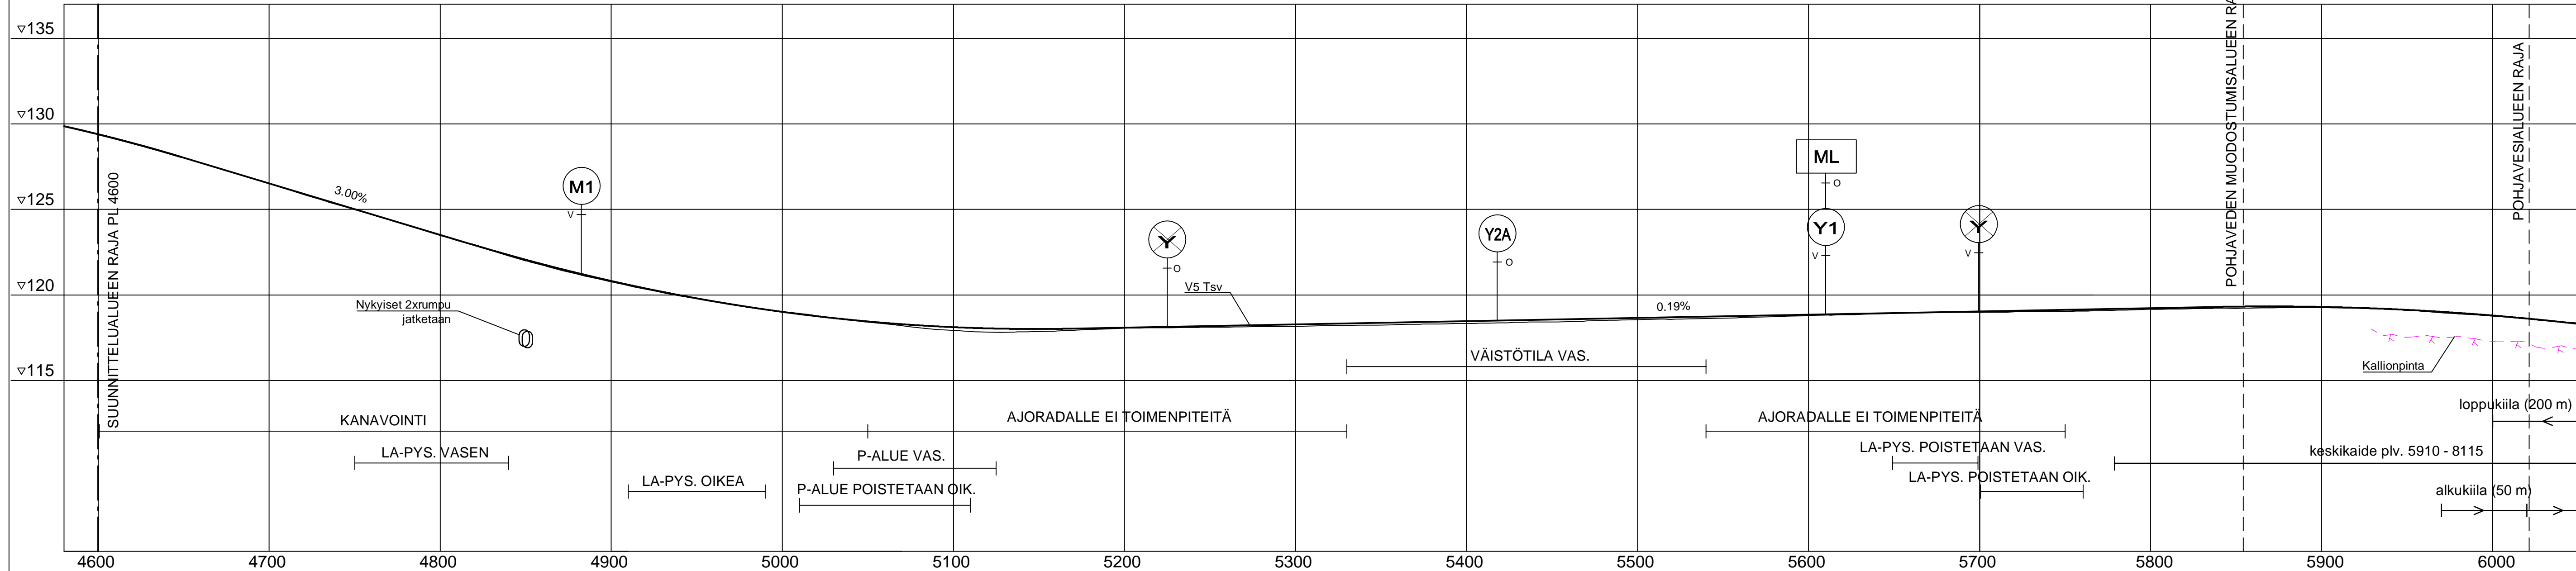 ▽135
▽130
▽125
▽120
▽115
SUUNNITTELUALUEEN RAJA PL 4600
3.00%
M1
V
Nykyiset 2xrumpu
jatketaan
Y
O
V5 Tsv
Y2A
O
0.19%
ML
O
Y1
V
Y
V
POHJAVEDEN MUODOSTUMISALUEEN RA
POHJAVESIALUEEN RAJA
Kallionpinta
VÄISTÖTILA VAS.
KANAVOINTI
AJORADALLE EI TOIMENPITEITÄ
AJORADALLE EI TOIMENPITEITÄ
loppukiila (200 m)
LA-PYS. VASEN
P-ALUE VAS.
LA-PYS. POISTETAAN VAS.
keskikaide plv. 5910 - 8115
LA-PYS. OIKEA
P-ALUE POISTETAAN OIK.
LA-PYS. POISTETAAN OIK.
alkukiila (50 m)
4600 4700 4800 4900 5000 5100 5200 5300 5400 5500 5600 5700 5800 5900 6000